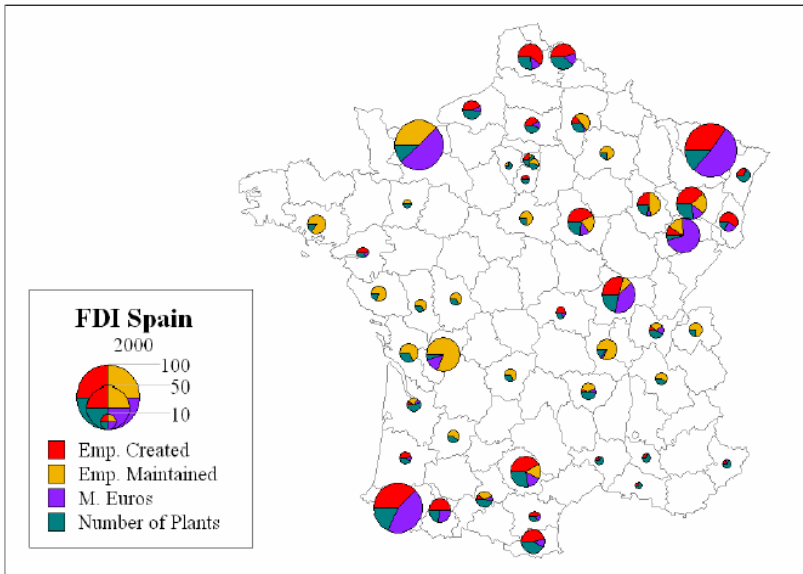 FDI Spain
2000
100
50
10
Emp. Created
Emp. Maintained
M. Euros
Number of Plants